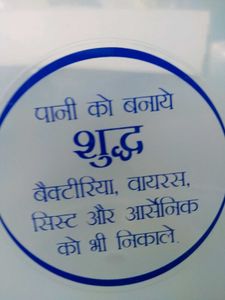 पानी को बनाये
शुद्ध
बैक्टीरिया, वायरस,
सिस्ट और आर्सेनिक
को भी निकाले.